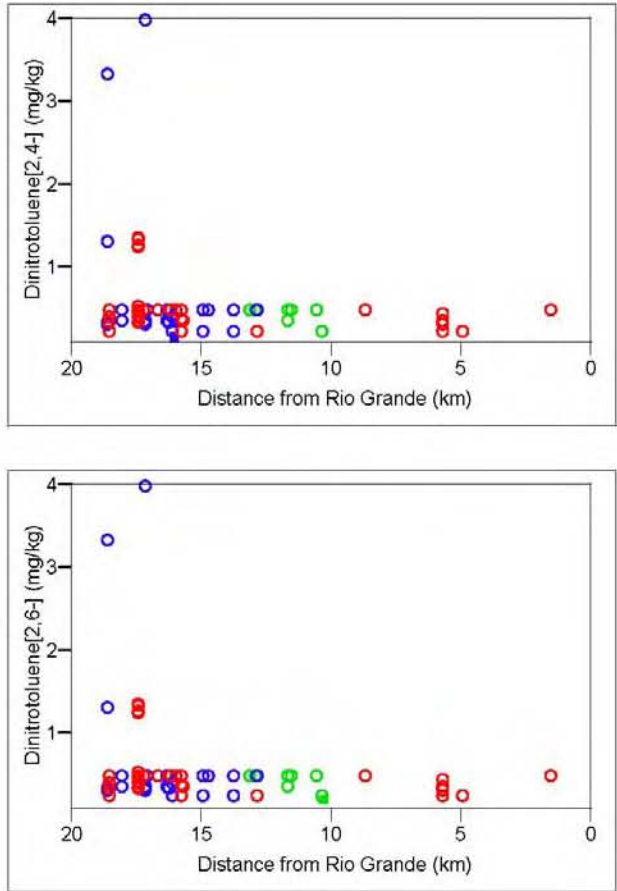 4
3
2
1
Dinitrotoluene[2,4-] (mg/kg)
20 15 10 5 0
Distance from Rio Grande (km)
4
3
2
1
Dinitrotoluene[2,6-] (mg/kg)
20 15 10 5 0
Distance from Rio Grande (km)